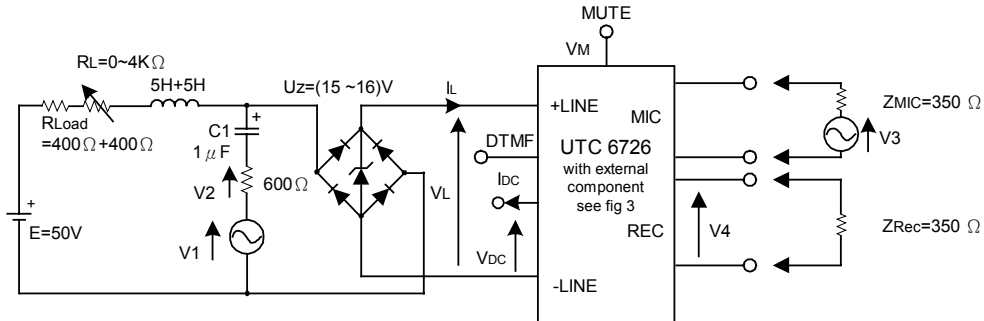 MUTE
VM
RL=0~4KΩ
5H+5H
Uz=(15 ~16)V
IL
+LINE
RLoad
=400Ω+400Ω
C1
+
1μF
MIC
ZMIC=350 Ω
V3
DTMF
UTC 6726
with external
component
see fig 3
V2
600Ω
VL
IDC
+
E=50V
V1
VDC
REC
V4
ZRec=350 Ω
-LINE